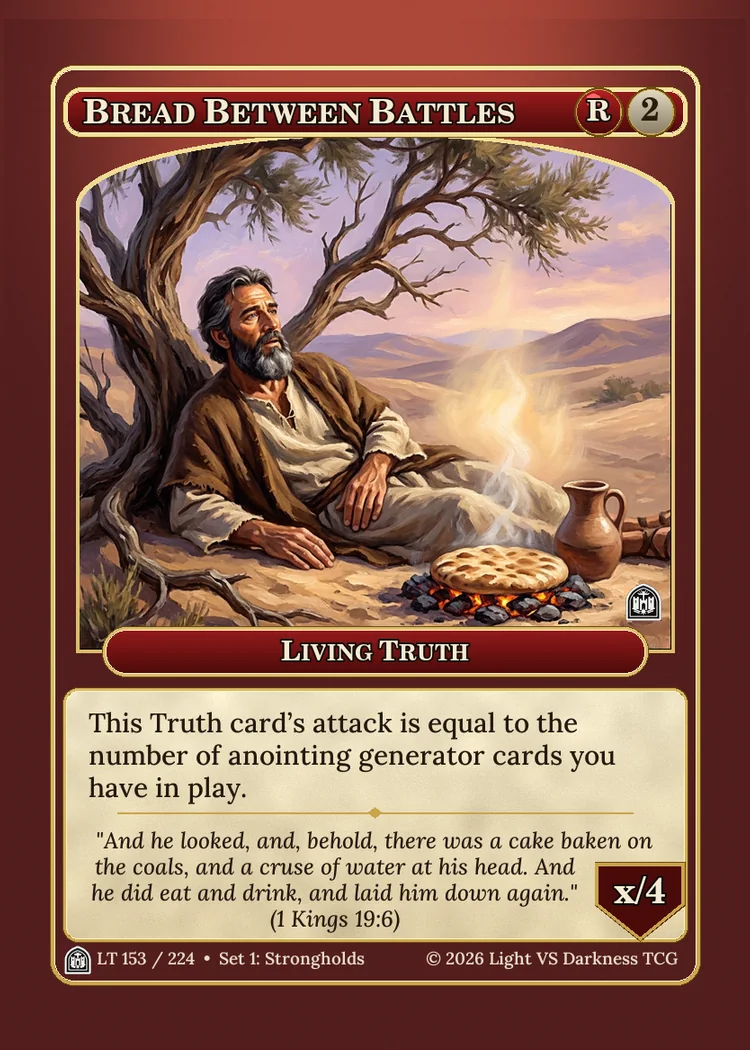 BREAD BETWEEN BATTLES R 2
LIVING TRUTH
This Truth card's attack is equal to the
number of anointing generator cards you
have in play.
"And he looked, and, behold, there was a cake baken on
the coals, and a cruse of water at his head. And
he did eat and drink, and laid him down again."
(1 Kings 19:6)
x/4
LT 153 / 224 • Set 1: Strongholds © 2026 Light VS Darkness TCG